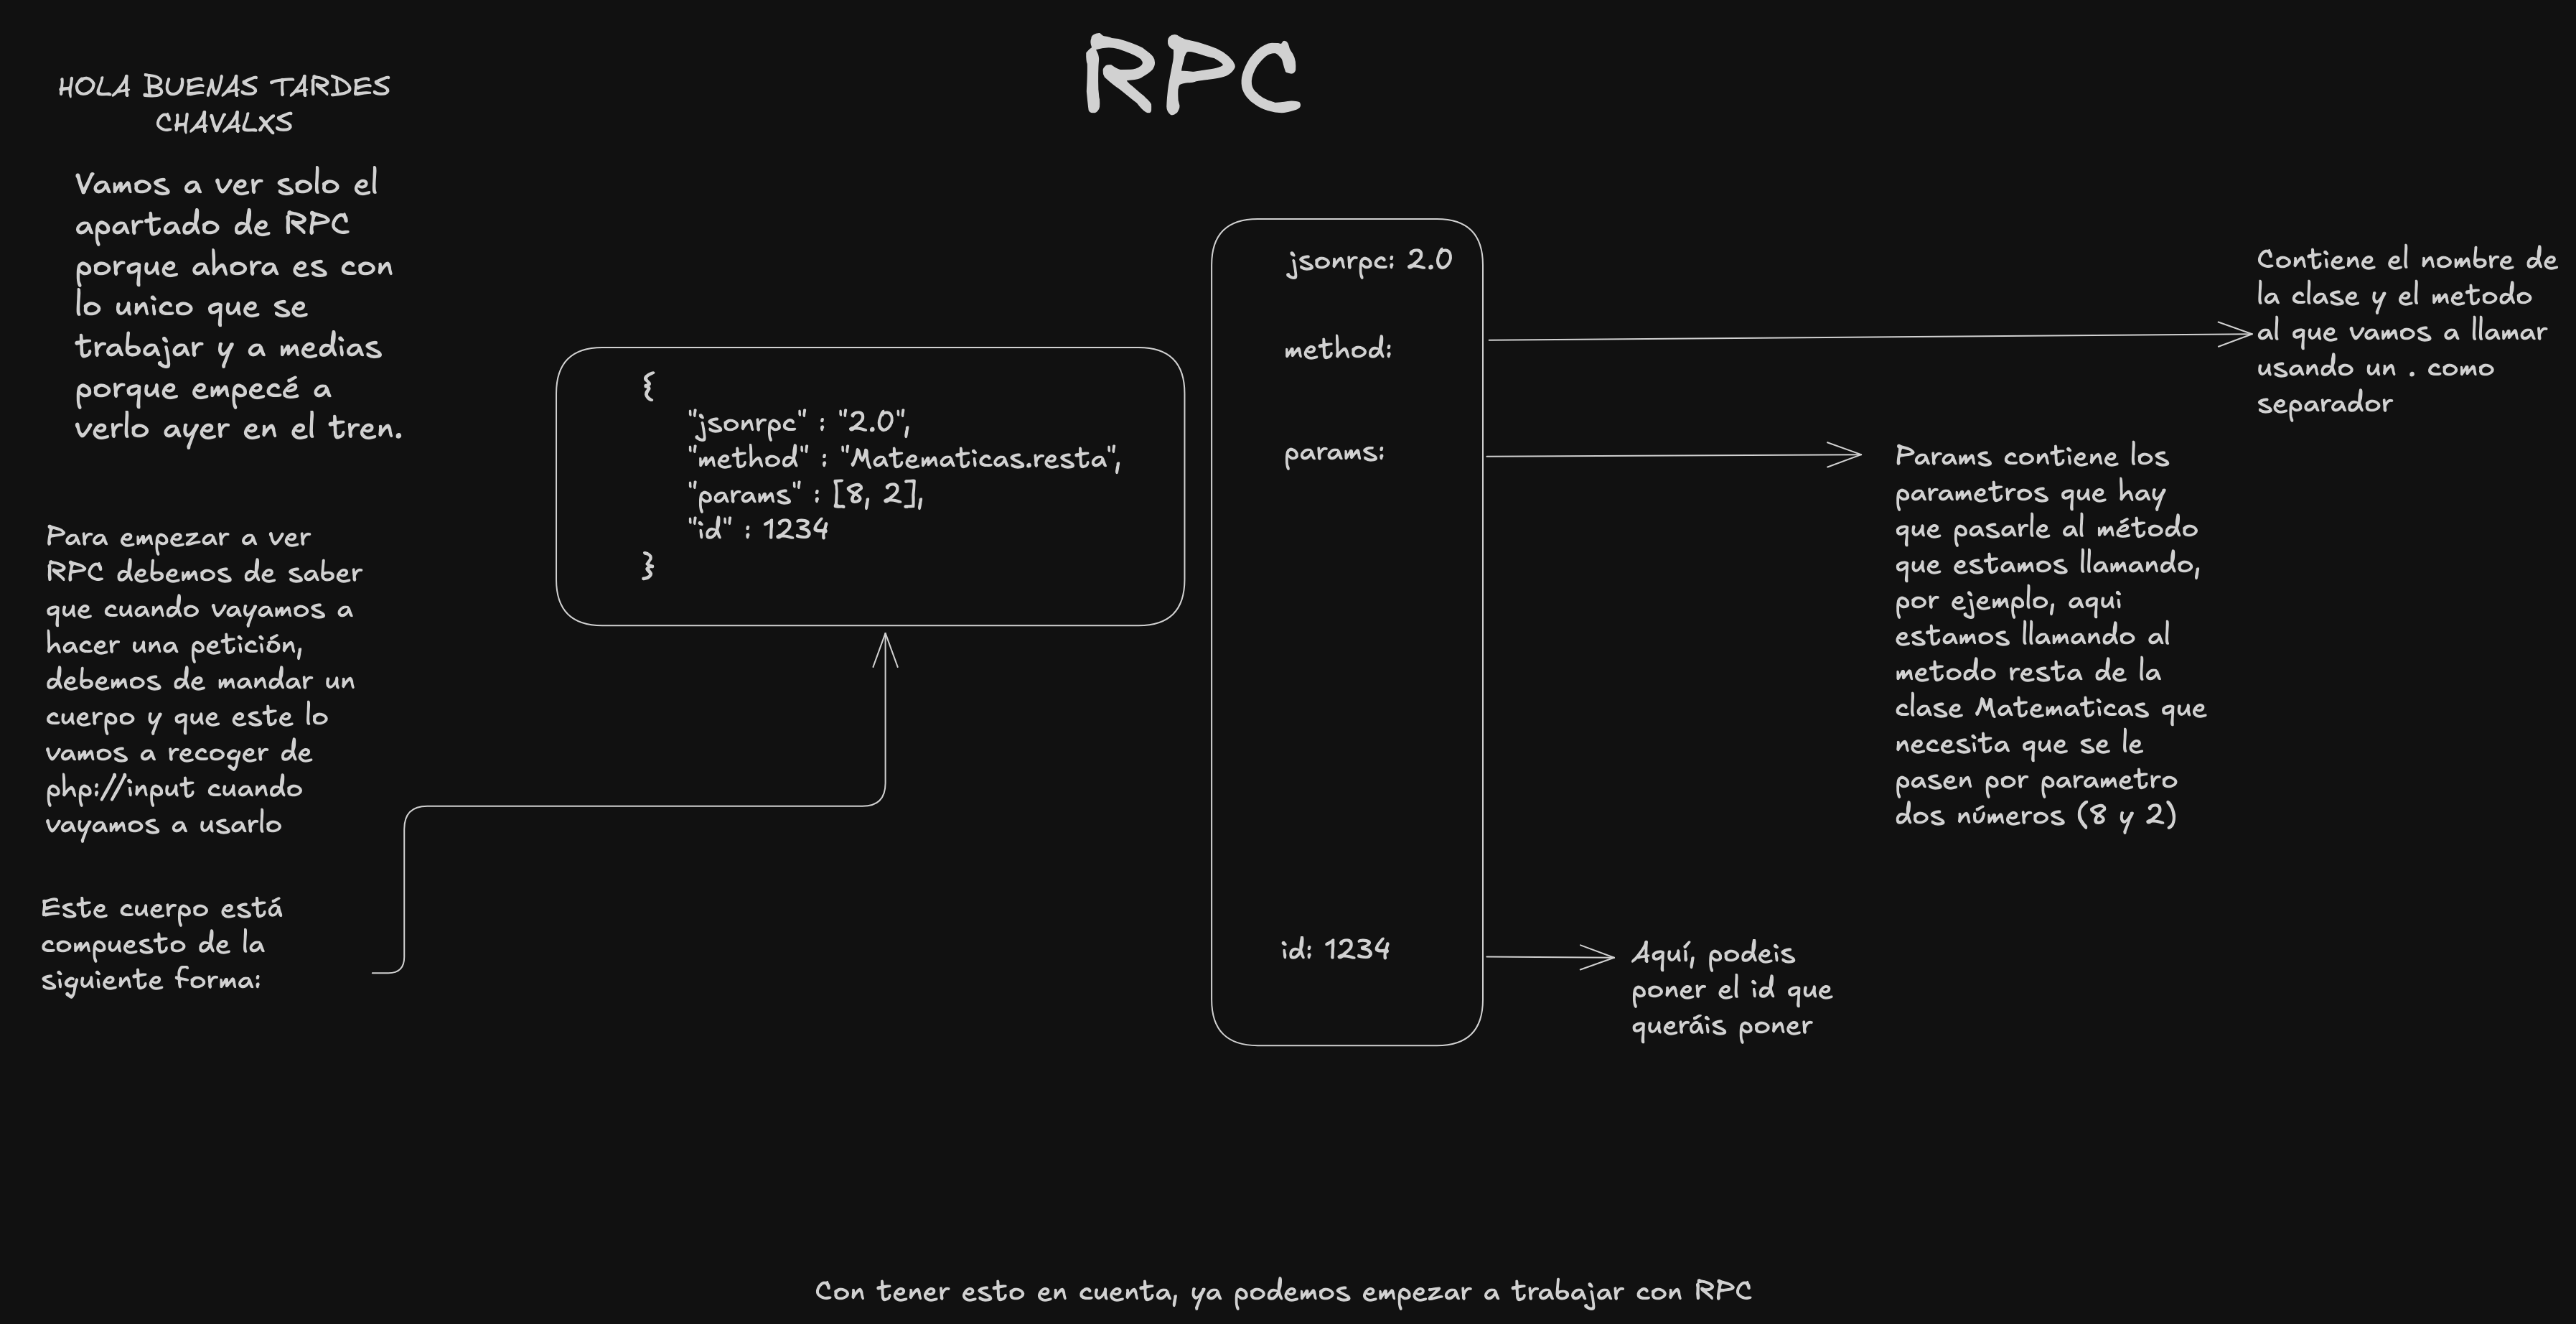 RPC
HOLA BUENAS TARDES
CHAVALXS
Vamos a ver solo el
apartado de RPC
porque ahora es con
lo unico que se
trabajar y a medias
porque empecé a
verlo ayer en el tren.
Para empezar a ver
RPC debemos de saber
que cuando vayamos a
hacer una petición,
debemos de mandar un
cuerpo y que este lo
vamos a recoger de
php://input cuando
vayamos a usarlo
Este cuerpo está
compuesto de la
siguiente forma:
{
"jsonrpc" : "2.0",
"method" : "Matematicas.resta",
"params" : [8, 2],
"id" : 1234
}
jsonrpc: 2.0
method:
params:
id: 1234
Contiene el nombre de
la clase y el metodo
al que vamos a llamar
usando un . como
separador
Params contiene los
parametros que hay
que pasarle al método
que estamos llamando,
por ejemplo, aqui
estamos llamando al
metodo resta de la
clase Matematicas que
necesita que se le
pasen por parametro
dos números (8 y 2)
Aquí, podeis
poner el id que
queráis poner
Con tener esto en cuenta, ya podemos empezar a trabajar con RPC